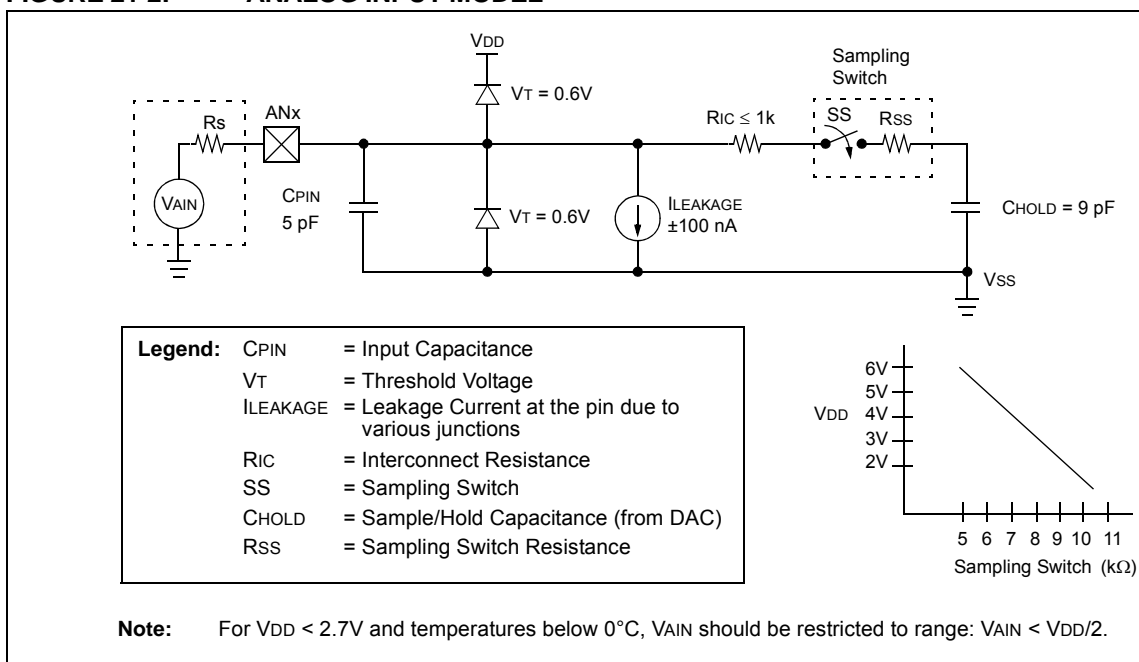 VDD
Sampling
Switch
VT = 0.6V
ANx
Rs
RIC ≤ 1k
SS
RSS
VAIN
CPIN
5 pF
VT = 0.6V
ILEAKAGE
±100 nA
CHOLD = 9 pF
VSS
Legend: CPIN = Input Capacitance
VT = Threshold Voltage
ILEAKAGE = Leakage Current at the pin due to
various junctions
RIC = Interconnect Resistance
SS = Sampling Switch
CHOLD = Sample/Hold Capacitance (from DAC)
RSS = Sampling Switch Resistance
6V
5V
VDD 4V
3V
2V
5 6 7 8 9 10 11
Sampling Switch (kΩ)
Note: For VDD < 2.7V and temperatures below 0°C, VAIN should be restricted to range: VAIN < VDD/2.